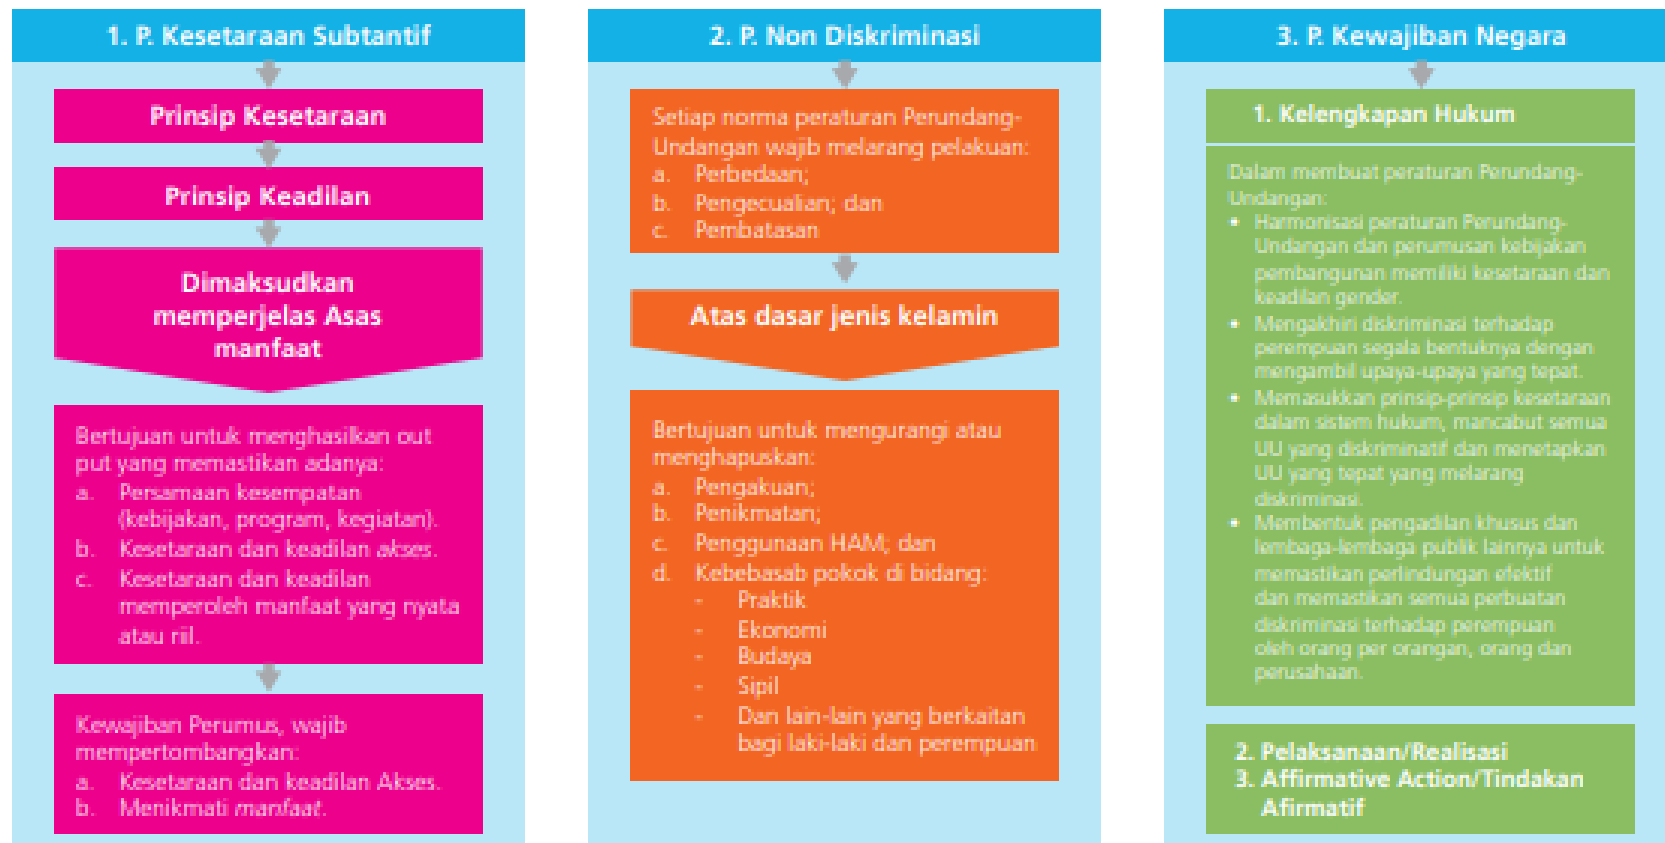 1. P. Kesetaraan Subtantif
Prinsip Kesetaraan
Prinsip Keadilan
Dimaksudkan
memperjelas Asas
manfaat
Bertujuan untuk menghasilkan out
put yang memastikan adanya:
a. Persamaan kesempatan
(kebijakan, program, kegiatan).
b. Kesetaraan dan keadilan akses.
c. Kesetaraan dan keadilan
memperoleh manfaat yang nyata
atau riil.
Kewajiban Perumus, wajib
mempertombangkan:
a. Kesetaraan dan keadilan Akses.
b. Menikmati manfaat.
2. P. Non Diskriminasi
Setiap norma peraturan Perundang-
Undangan wajib melarang pelakuan:
a. Perbedaan;
b. Pengecualian; dan
c. Pembatasan
Atas dasar jenis kelamin
Bertujuan untuk mengurangi atau
menghapuskan:
a. Pengakuan;
b. Penikmatan;
c. Penggunaan HAM; dan
d. Kebebasab pokok di bidang:
- Praktik
- Ekonomi
- Budaya
- Sipil
- Dan lain-lain yang berkaitan
bagi laki-laki dan perempuan
3. P. Kewajiban Negara
1. Kelengkapan Hukum
Dalam membuat peraturan Perundang-
Undangan:
• Harmonisasi peraturan Perundang-
Undangan dan perumusan kebijakan
pembangunan memiliki kesetaraan dan
keadilan gender.
• Mengakhiri diskriminasi terhadap
perempuan segala bentuknya dengan
mengambil upaya-upaya yang tepat.
• Memasukkan prinsip-prinsip kesetaraan
dalam sistem hukum, mancabut semua
UU yang diskriminatif dan menetapkan
UU yang tepat yang melarang
diskriminasi.
• Membentuk pengadilan khusus dan
lembaga-lembaga publik lainnya untuk
memastikan perlindungan efektif
dan memastikan semua perbuatan
diskriminasi terhadap perempuan
oleh orang per orangan, orang dan
perusahaan.
2. Pelaksanaan/Realisasi
3. Affirmative Action/Tindakan
Afirmatif